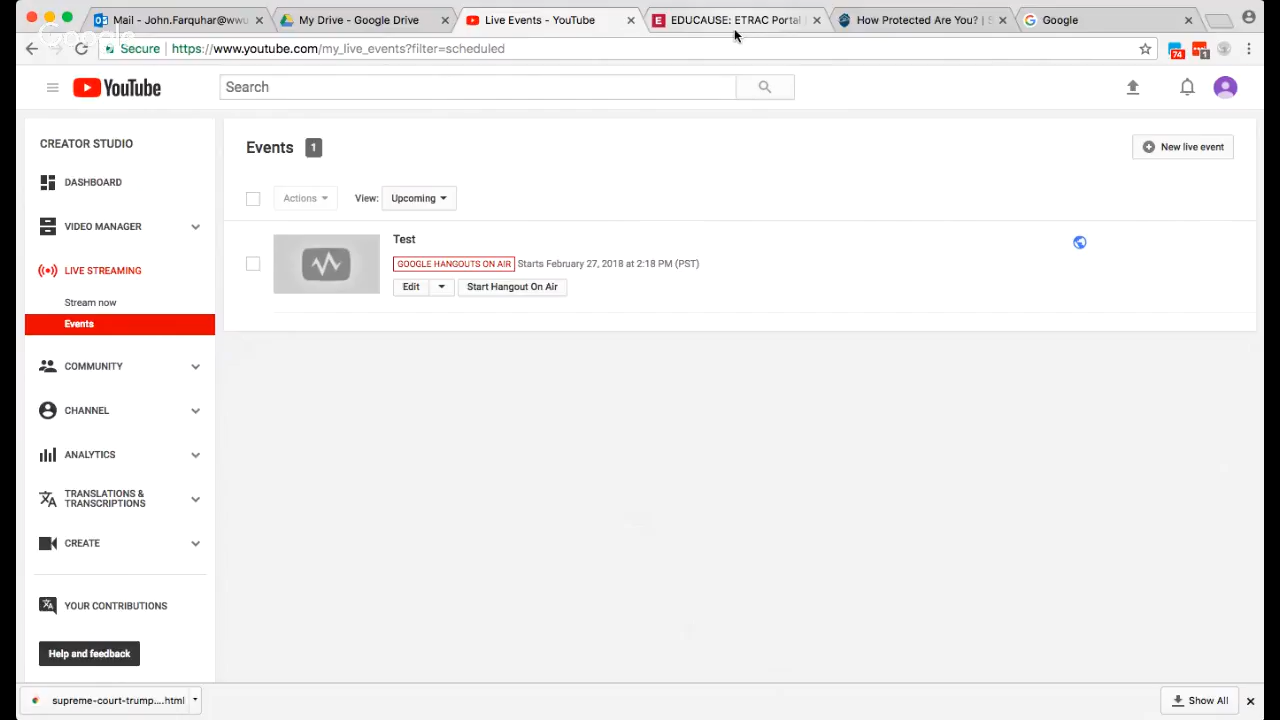 Mail - John.Farquhar@wwu
My Drive - Google Drive
Live Events - YouTube
EDUCAUSE: ETRAC Portal
How Protected Are You? | S
Google
Google
Secure
https://www.youtube.com/my_live_events?filter=scheduled
74
1
YouTube
Search
CREATOR STUDIO
DASHBOARD
VIDEO MANAGER
LIVE STREAMING
Stream now
Events
COMMUNITY
CHANNEL
ANALYTICS
TRANSLATIONS &
TRANSCRIPTIONS
CREATE
YOUR CONTRIBUTIONS
Help and feedback
Events 1
New live event
Actions
View: Upcoming
Test
GOOGLE HANGOUTS ON AIR Starts February 27, 2018 at 2:18 PM (PST)
Edit
Start Hangout On Air
supreme-court-trump....html
Show All